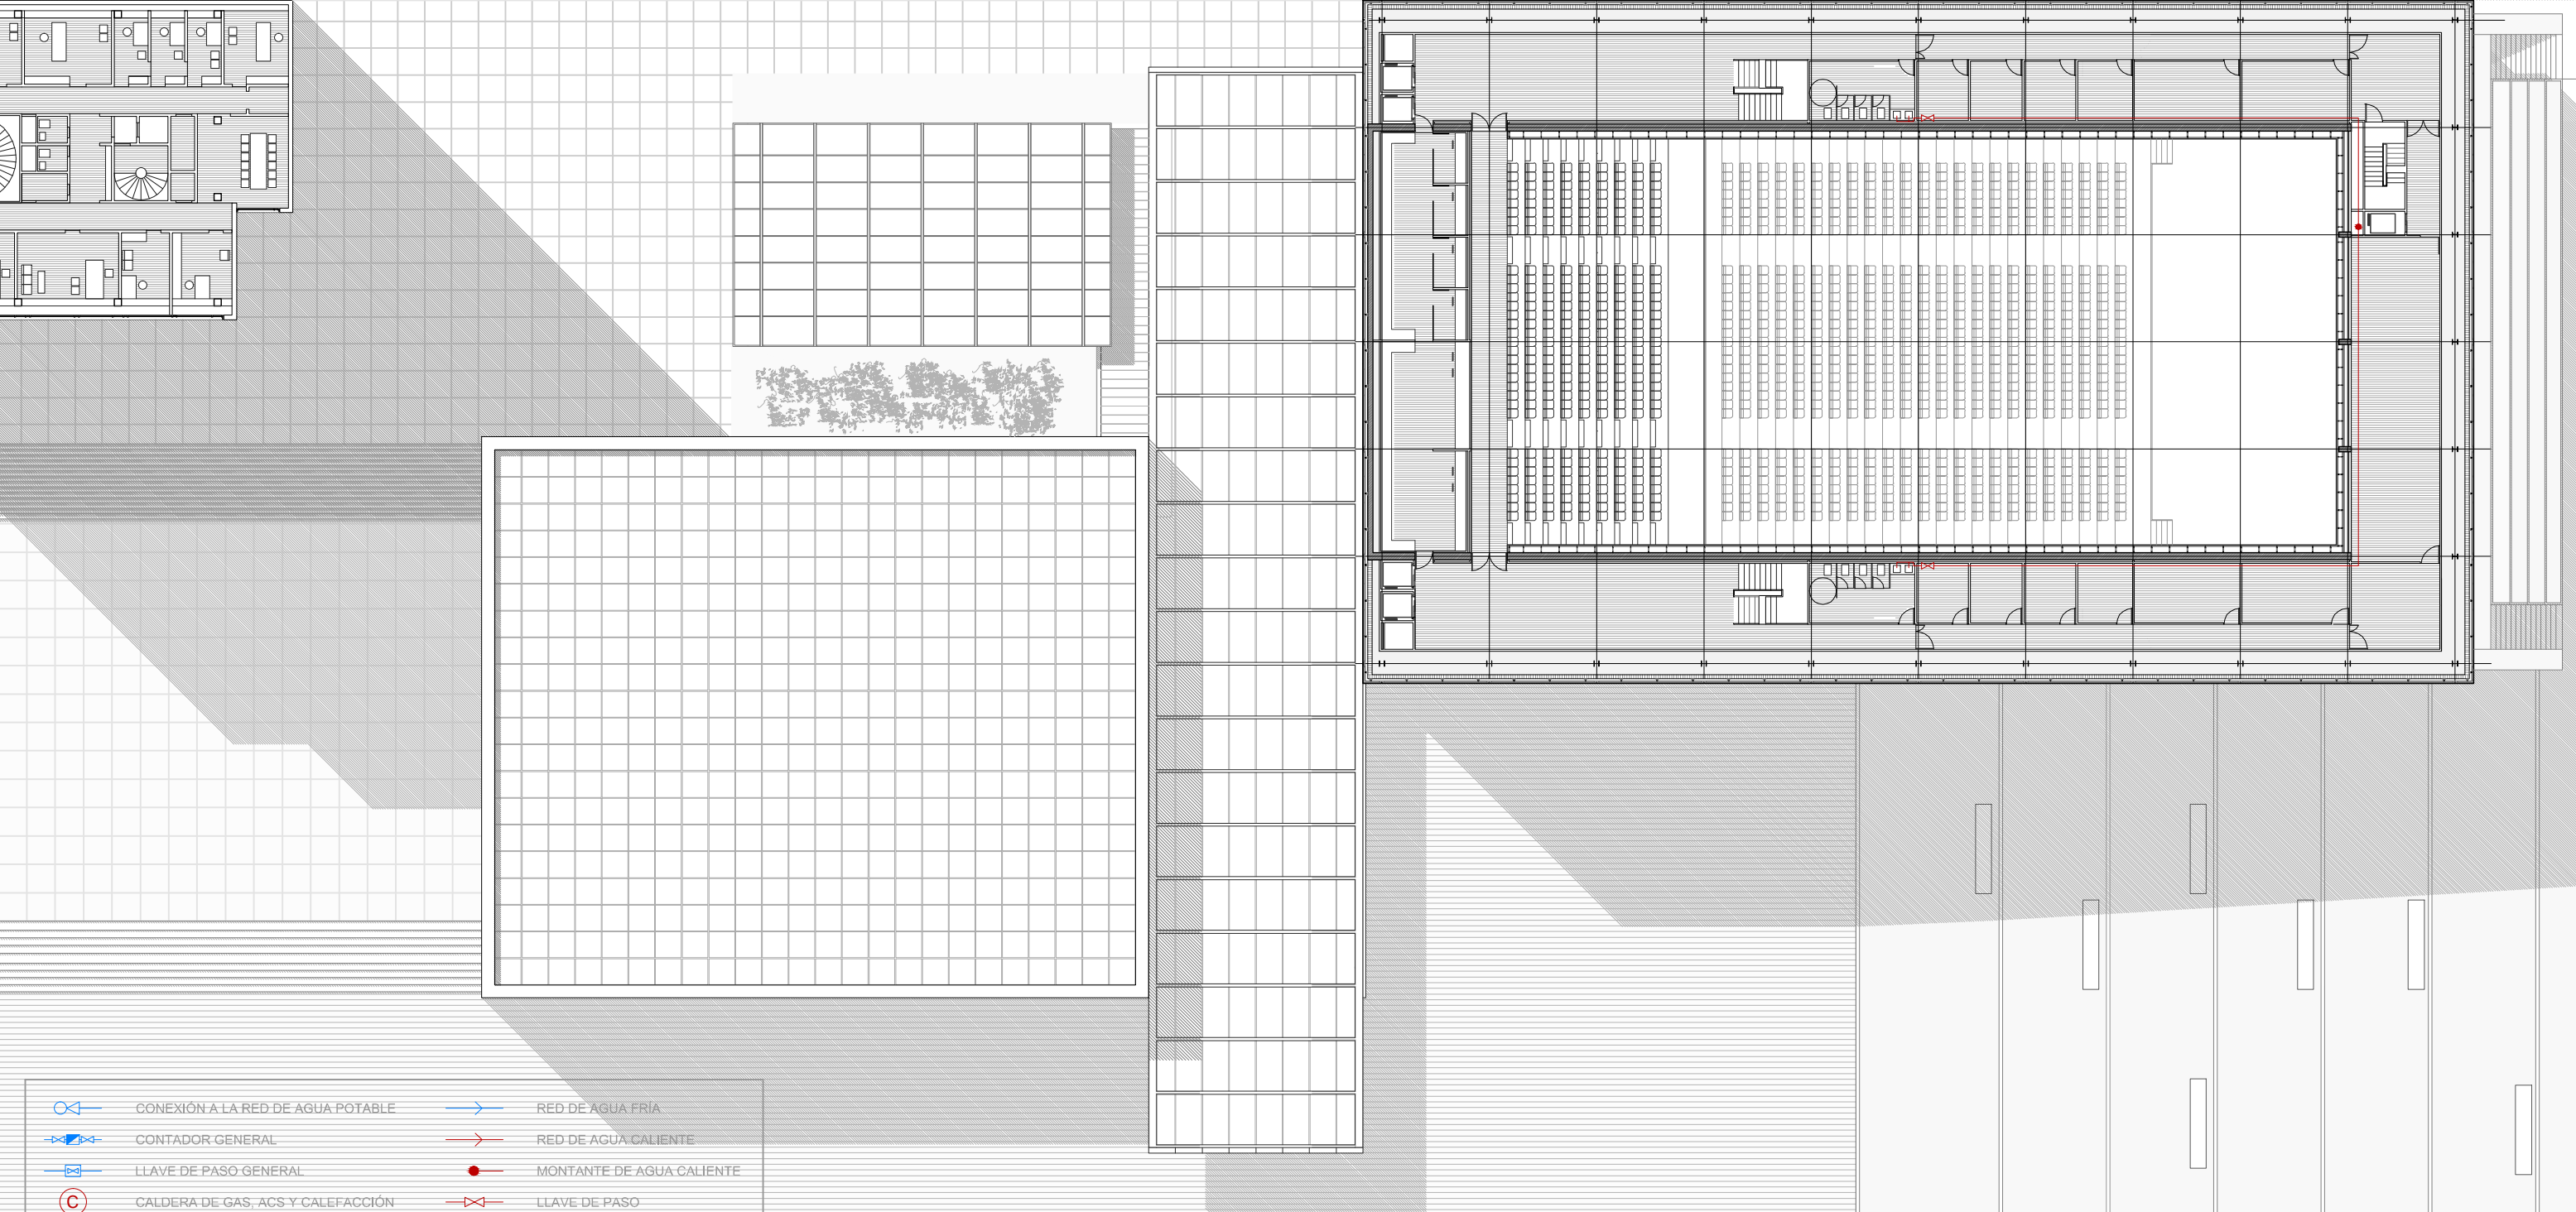 CONEXIÓN A LA RED DE AGUA POTABLE
RED DE AGUA FRÍA
CONTADOR GENERAL
RED DE AGUA CALIENTE
LLAVE DE PASO GENERAL
MONTANTE DE AGUA CALIENTE
C
CALDERA DE GAS, ACS Y CALEFACCIÓN
LLAVE DE PASO